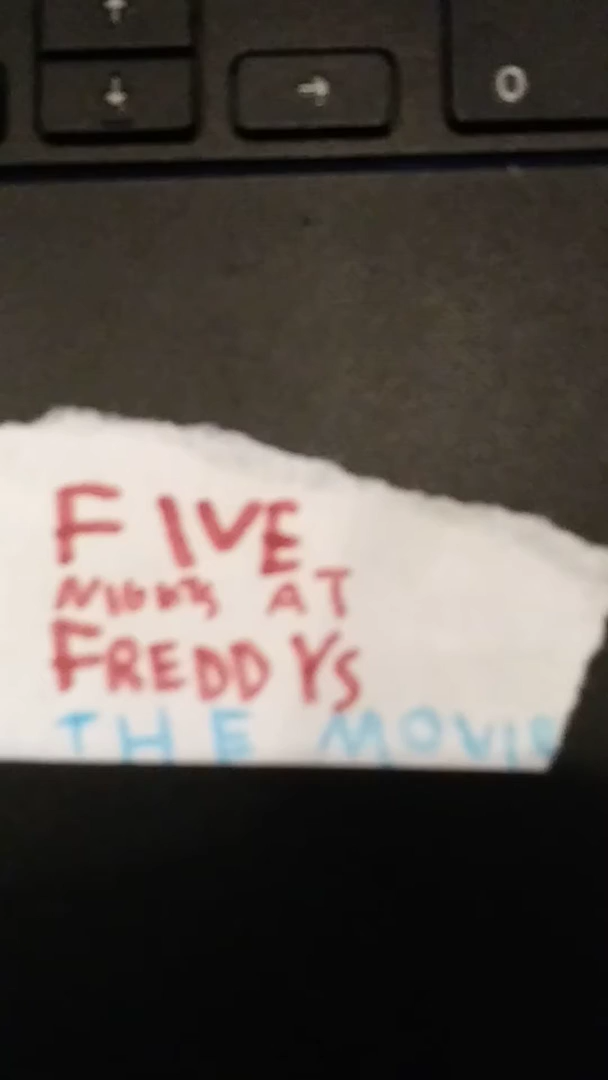 ↑
↓ → 0
FIVE
NIGHTS AT
FREDDYS
THE MOVIE